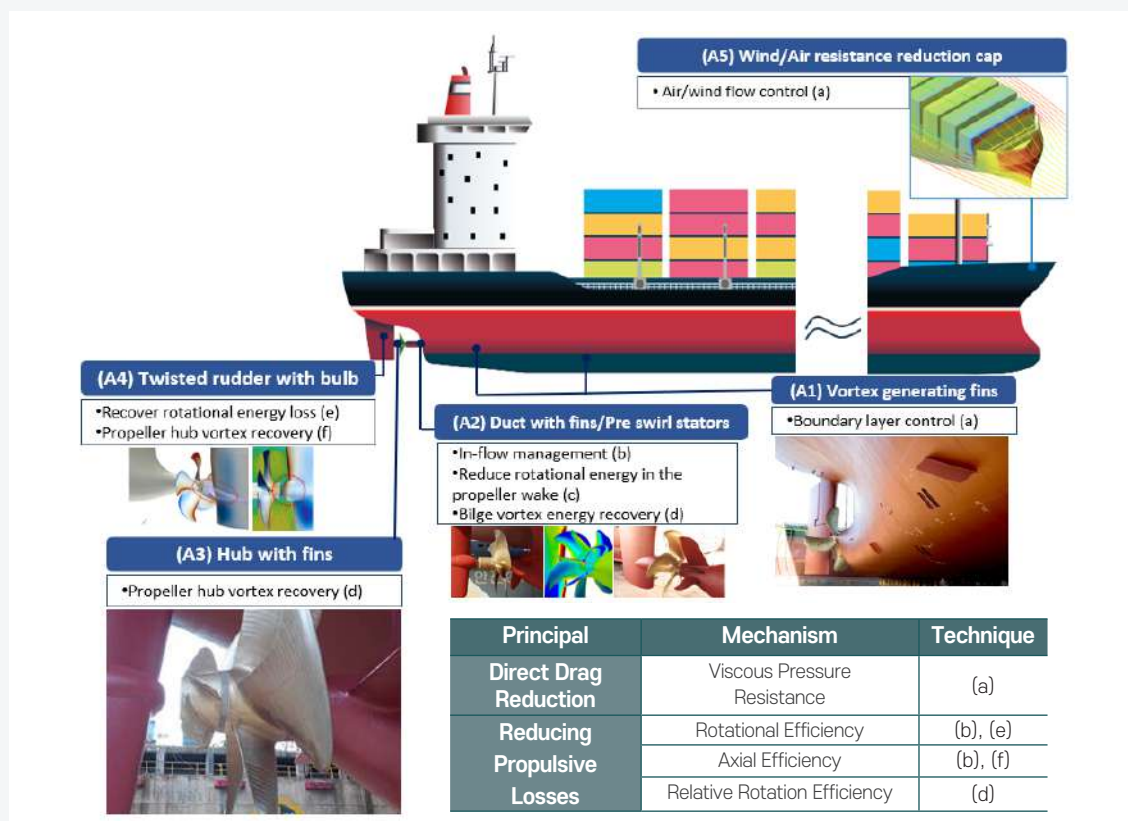 (A5) Wind/Air resistance reduction cap
• Air/wind flow control (a)
(A4) Twisted rudder with bulb
•Recover rotational energy loss (e)
•Propeller hub vortex recovery (f)
(A2) Duct with fins/Pre swirl stators
•In-flow management (b)
•Reduce rotational energy in the
propeller wake (c)
•Bilge vortex energy recovery (d)
(A1) Vortex generating fins
•Boundary layer control (a)
(A3) Hub with fins
•Propeller hub vortex recovery (d)
Principal Mechanism Technique
Direct Drag Reduction Viscous Pressure Resistance (a)
Reducing Propulsive Losses Rotational Efficiency (b), (e)
Axial Efficiency (b), (f)
Relative Rotation Efficiency (d)